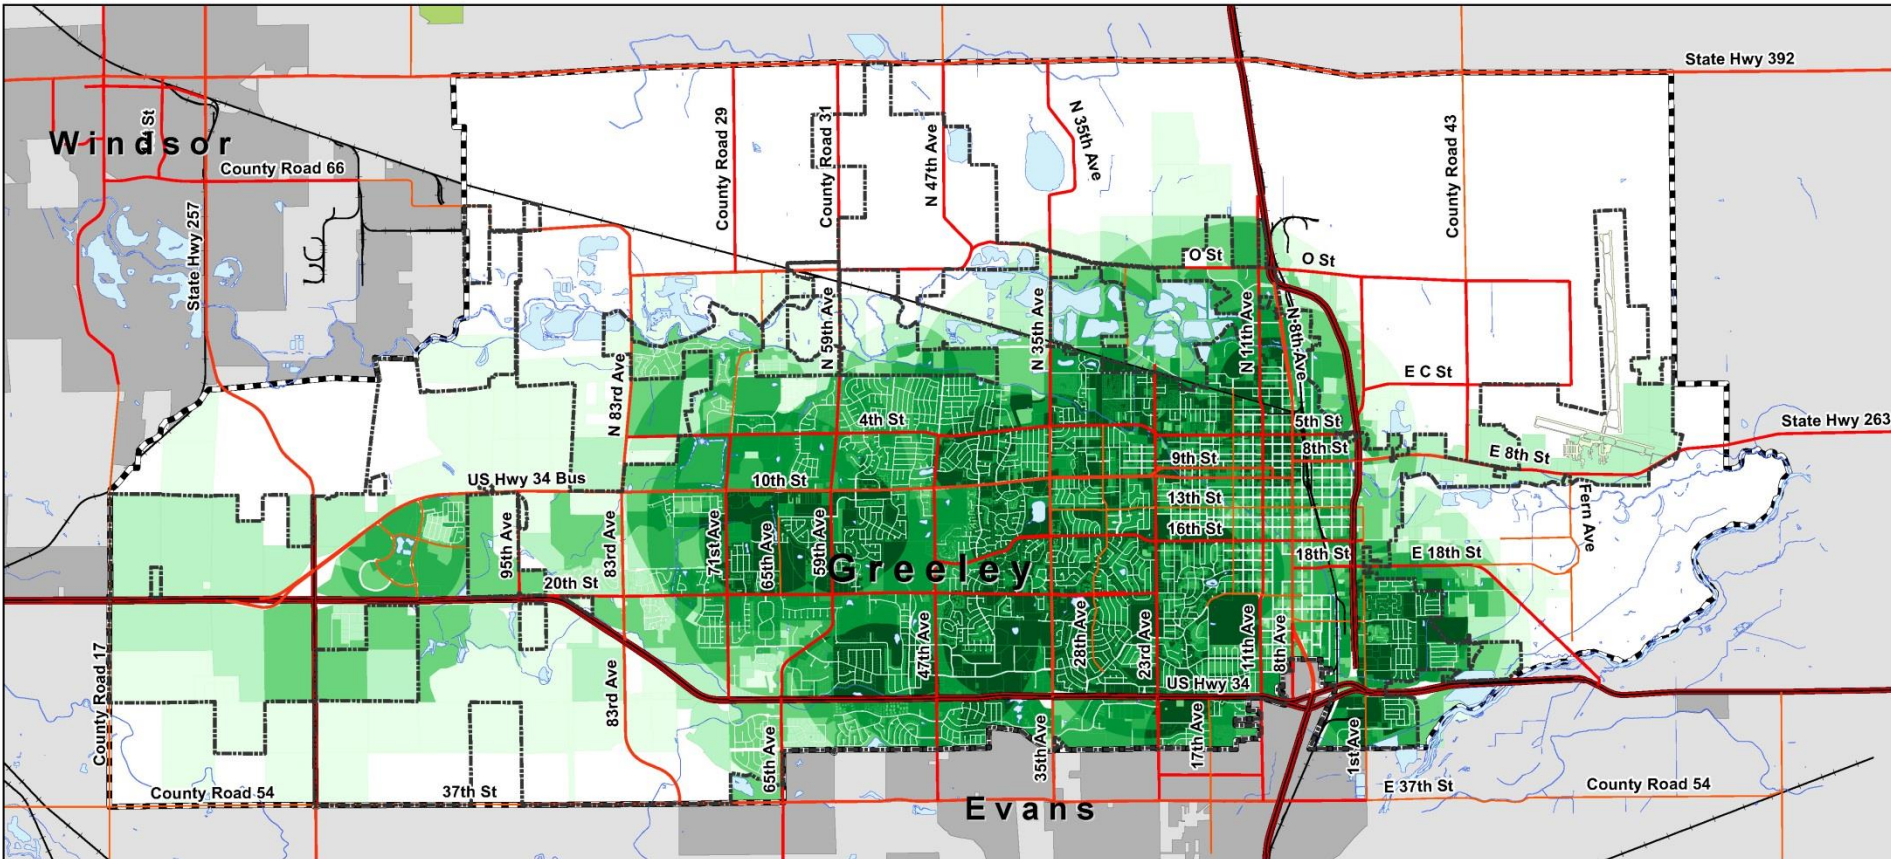 State Hwy 392
Windsor
County Road 66
State Hwy 257
County Road 29
County Road 31
N 47th Ave
N 35th Ave
County Road 43
O St
O St
N 59th Ave
N 35th Ave
N 11th Ave
N 8th Ave
N 83rd Ave
E C St
4th St
5th St
8th St
9th St
State Hwy 263
E 8th St
US Hwy 34 Bus
10th St
13th St
16th St
18th St
E 18th St
Fern Ave
95th Ave
83rd Ave
71st Ave
65th Ave
59th Ave
20th St
Greeley
47th Ave
28th Ave
23rd Ave
11th Ave
8th Ave
US Hwy 34
County Road 17
83rd Ave
65th Ave
35th Ave
17th Ave
1st Ave
County Road 54
37th St
Evans
E 37th St
County Road 54